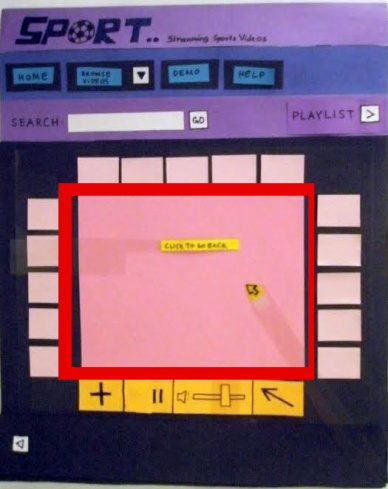 SPORT..
Streaming Sports Videos
HOME
BROWSE
VIDEOS
DEMO
HELP
SEARCH:
GO
PLAYLIST >
CLICK TO GO BACK